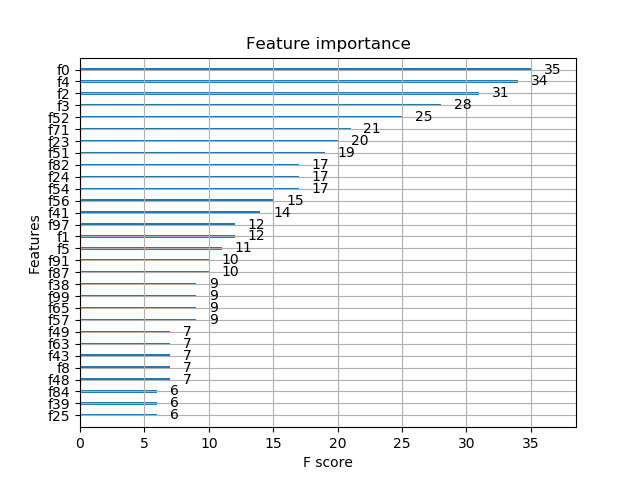 Feature importance
Features
f0 35
f4 34
f2 31
f3 28
f52 25
f71 21
f23 20
f51 19
f82 17
f24 17
f54 17
f56 15
f41 14
f97 12
f1 12
f5 11
f91 10
f87 10
f38 9
f99 9
f65 9
f57 9
f49 7
f63 7
f43 7
f8 7
f48 7
f84 6
f39 6
f25 6
0 5 10 15 20 25 30 35
F score